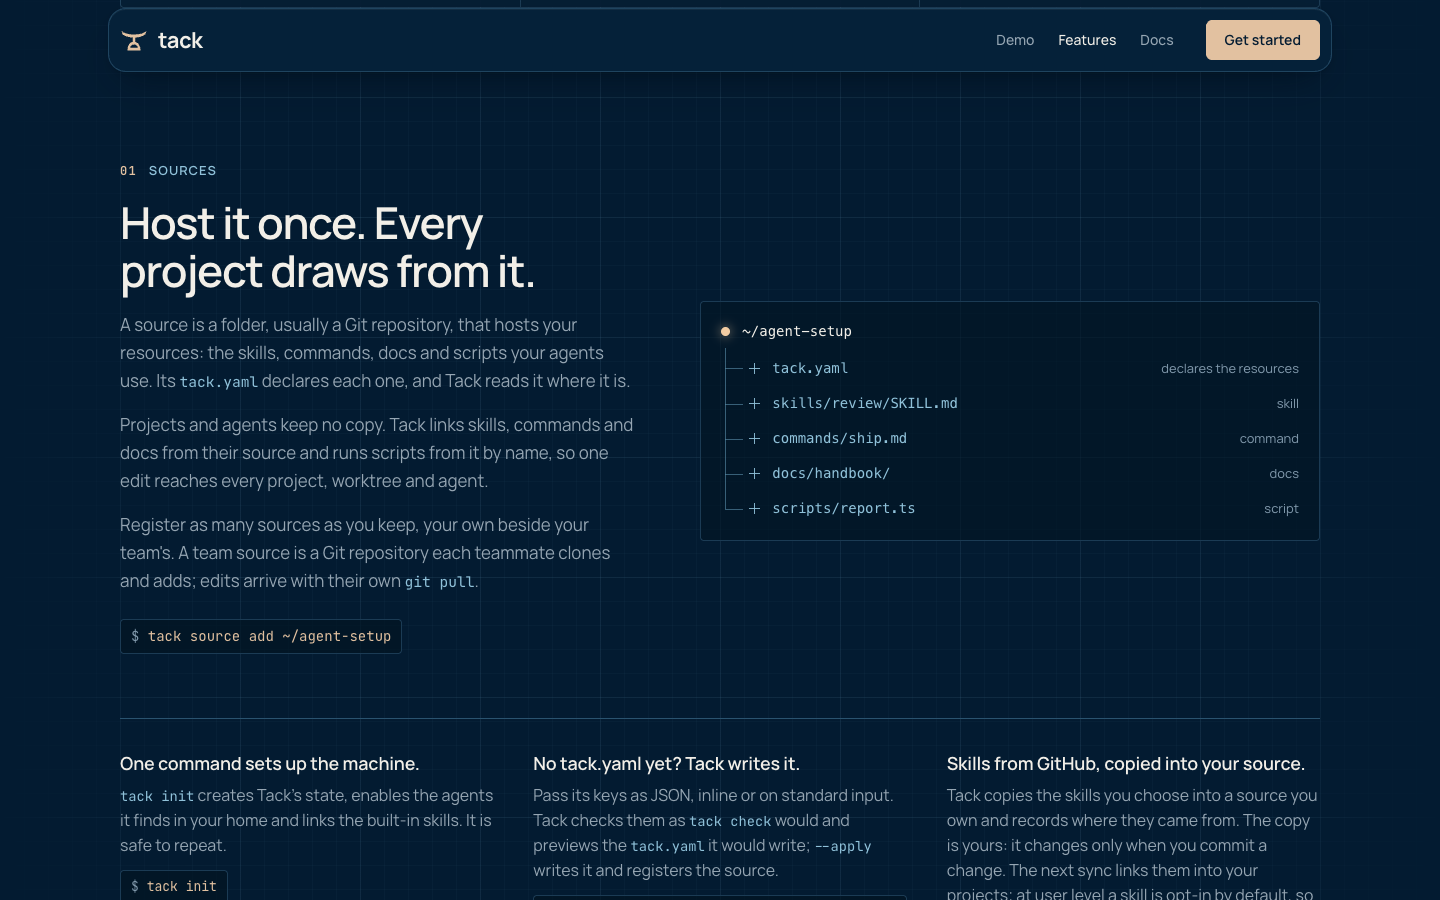 tack
Demo
Features
Docs
Get started
01 SOURCES
Host it once. Every
project draws from it.
A source is a folder, usually a Git repository, that hosts your
resources: the skills, commands, docs and scripts your agents
use. Its tack.yaml declares each one, and Tack reads it where it is.
Projects and agents keep no copy. Tack links skills, commands and
docs from their source and runs scripts from it by name, so one
edit reaches every project, worktree and agent.
Register as many sources as you keep, your own beside your
team's. A team source is a Git repository each teammate clones
and adds; edits arrive with their own git pull.
$ tack source add ~/agent-setup
~/agent-setup
tack.yaml declares the resources
skills/review/SKILL.md skill
commands/ship.md command
docs/handbook/ docs
scripts/report.ts script
One command sets up the machine.
tack init creates Tack's state, enables the agents
it finds in your home and links the built-in skills. It is
safe to repeat.
$ tack init
No tack.yaml yet? Tack writes it.
Pass its keys as JSON, inline or on standard input.
Tack checks them as tack check would and
previews the tack.yaml it would write; --apply
writes it and registers the source.
Skills from GitHub, copied into your source.
Tack copies the skills you choose into a source you
own and records where they came from. The copy
is yours: it changes only when you commit a
change. The next sync links them into your
projects; at user level a skill is opt-in by default, so